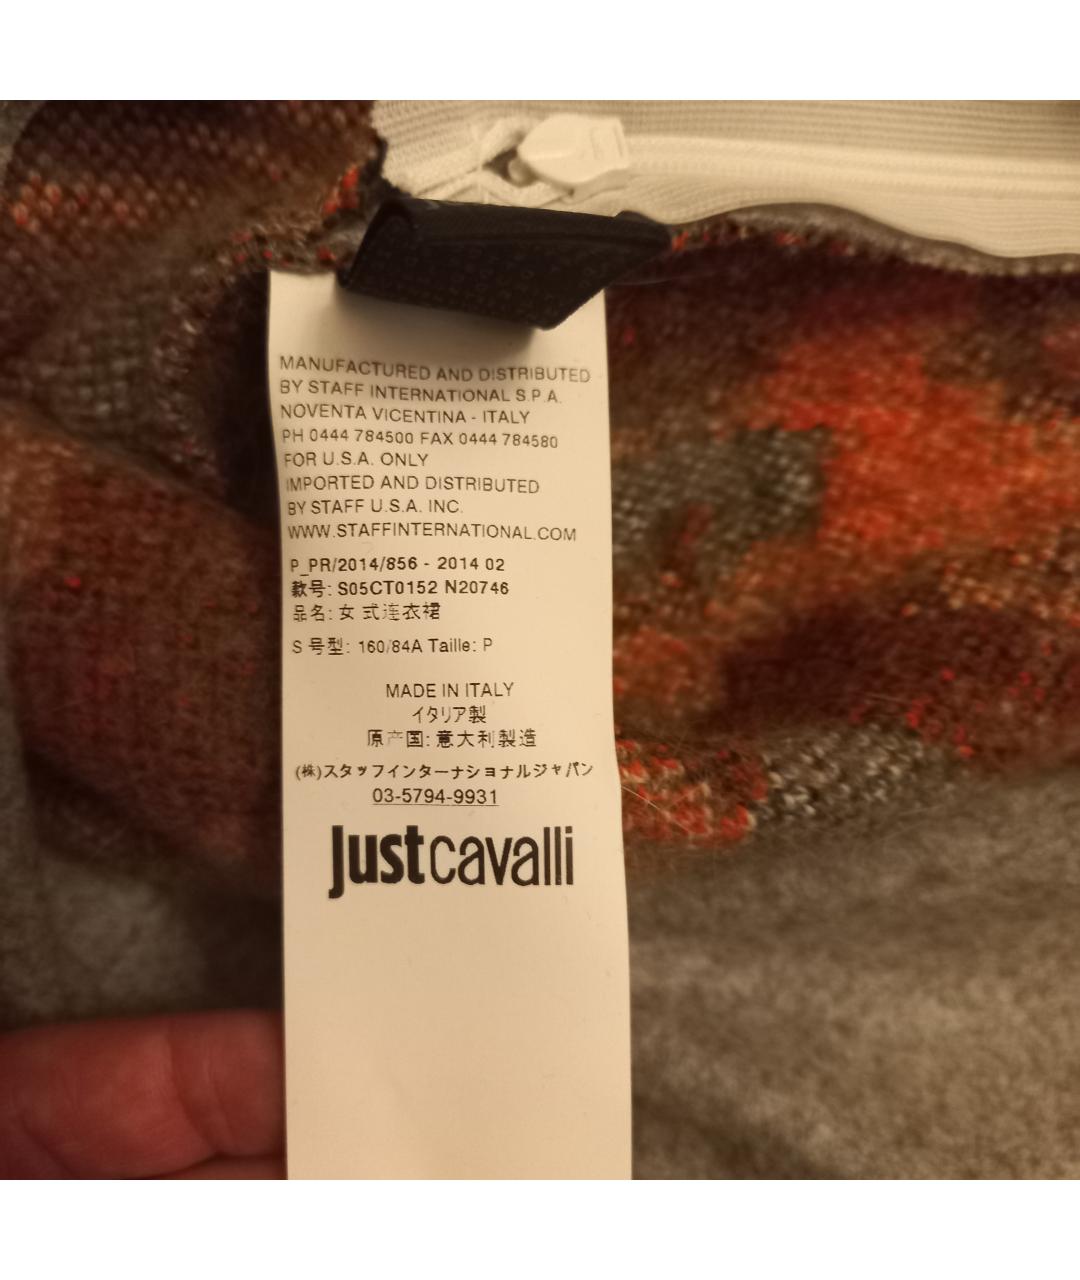 MANUFACTURED AND DISTRIBUTED
BY STAFF INTERNATIONAL S.P.A.
NOVENTA VICENTINA - ITALY
PH 0444 784500 FAX 0444 784580
FOR U.S.A. ONLY
IMPORTED AND DISTRIBUTED
BY STAFF U.S.A. INC.
WWW.STAFFINTERNATIONAL.COM
P_PR/2014/856 - 2014 02
款号: S05CT0152 N20746
品名: 女 式连衣裙
S 号型: 160/84A Taille: P
MADE IN ITALY
イタリア製
原产国: 意大利製造
(株)スタッフインターナショナルジャパン
03-5794-9931
Justcavalli